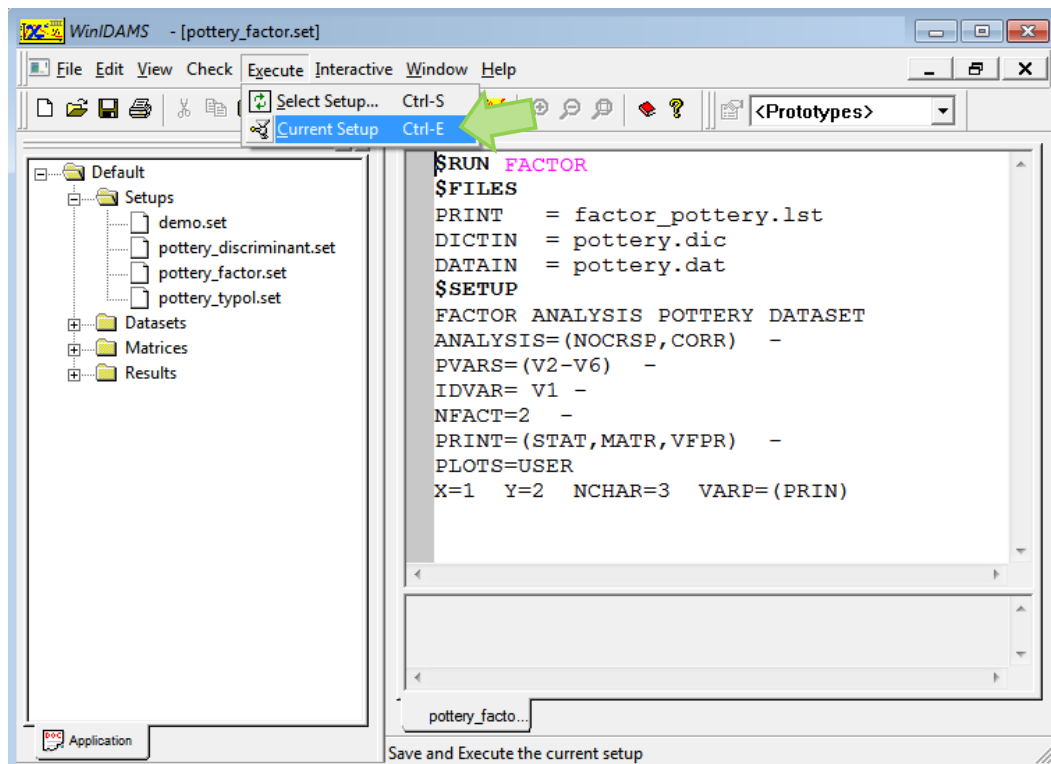 WinIDAMS - [pottery_factor.set]
File Edit View Check Execute Interactive Window Help
Select Setup... Ctrl-S
Current Setup Ctrl-E
<Prototypes>
Default
Setups
demo.set
pottery_discriminant.set
pottery_factor.set
pottery_typol.set
Datasets
Matrices
Results
Application
$RUN FACTOR
$FILES
PRINT = factor_pottery.lst
DICTIN = pottery.dic
DATAIN = pottery.dat
$SETUP
FACTOR ANALYSIS POTTERY DATASET
ANALYSIS=(NOCRSP,CORR) -
PVARS=(V2-V6) -
IDVAR= V1 -
NFACT=2 -
PRINT=(STAT,MATR,VFPR) -
PLOTS=USER
X=1 Y=2 NCHAR=3 VARP=(PRIN)
pottery_facto...
Save and Execute the current setup